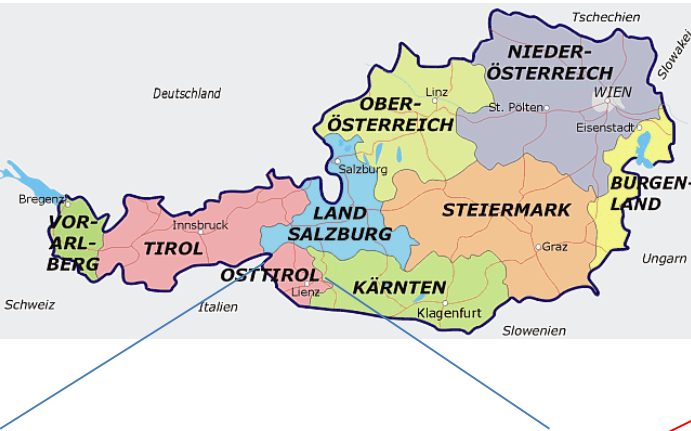 Tschechien
Slowakei
NIEDER-
ÖSTERREICH
WIEN
Deutschland
Linz
St. Pölten
OBER-
ÖSTERREICH
Eisenstadt
Salzburg
BURGEN-
LAND
Bregenz
VOR-
ARL-
BERG
Innsbruck
TIROL
LAND
SALZBURG
STEIERMARK
Graz
Ungarn
OSTTIROL
Lienz
KÄRNTEN
Klagenfurt
Schweiz
Italien
Slowenien